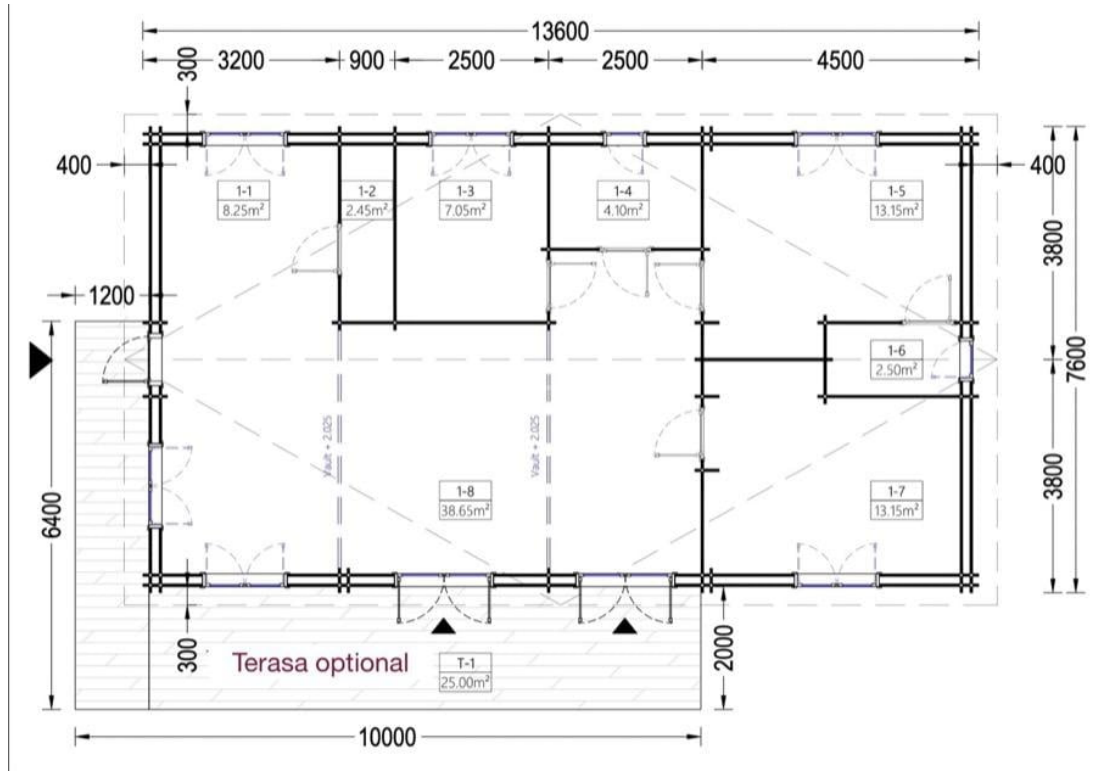 13600
3200 900 2500 2500 4500
300
400
400
1-1
8.25m²
1-2
2.45m²
1-3
7.05m²
1-4
4.10m²
1-5
13.15m²
3800
1200
1-6
2.50m²
7600
Vault + 2.025
Vault + 2.025
6400
1-8
38.65m²
1-7
13.15m²
3800
300
Terasa optional
T-1
25.00m²
2000
10000